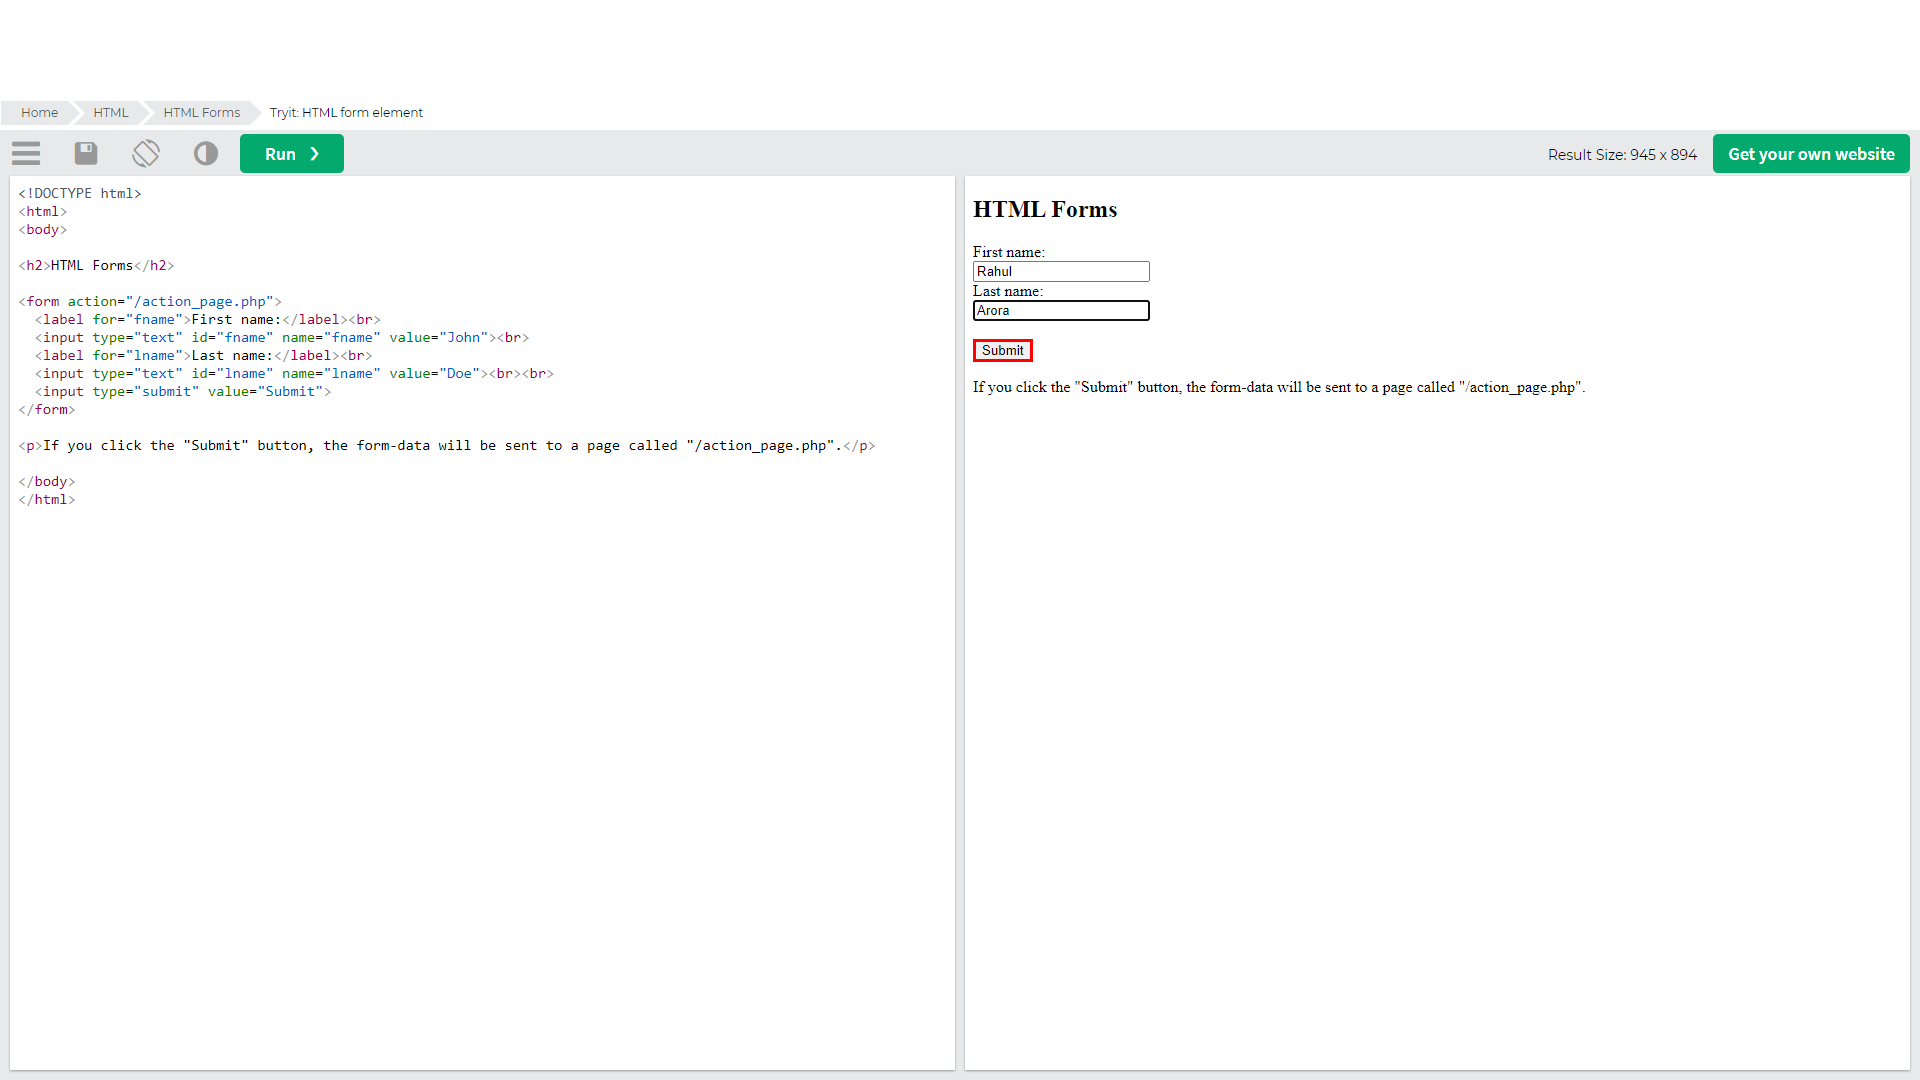 Home HTML HTML Forms Tryit: HTML form element
Run ❯ Result Size: 945 x 894 Get your own website
<!DOCTYPE html>
<html>
<body>
<h2>HTML Forms</h2>
<form action="/action_page.php">
  <label for="fname">First name:</label><br>
  <input type="text" id="fname" name="fname" value="John"><br>
  <label for="lname">Last name:</label><br>
  <input type="text" id="lname" name="lname" value="Doe"><br><br>
  <input type="submit" value="Submit">
</form>
<p>If you click the "Submit" button, the form-data will be sent to a page called "/action_page.php".</p>
</body>
</html>
HTML Forms
First name:
Rahul
Last name:
Arora
Submit
If you click the "Submit" button, the form-data will be sent to a page called "/action_page.php".